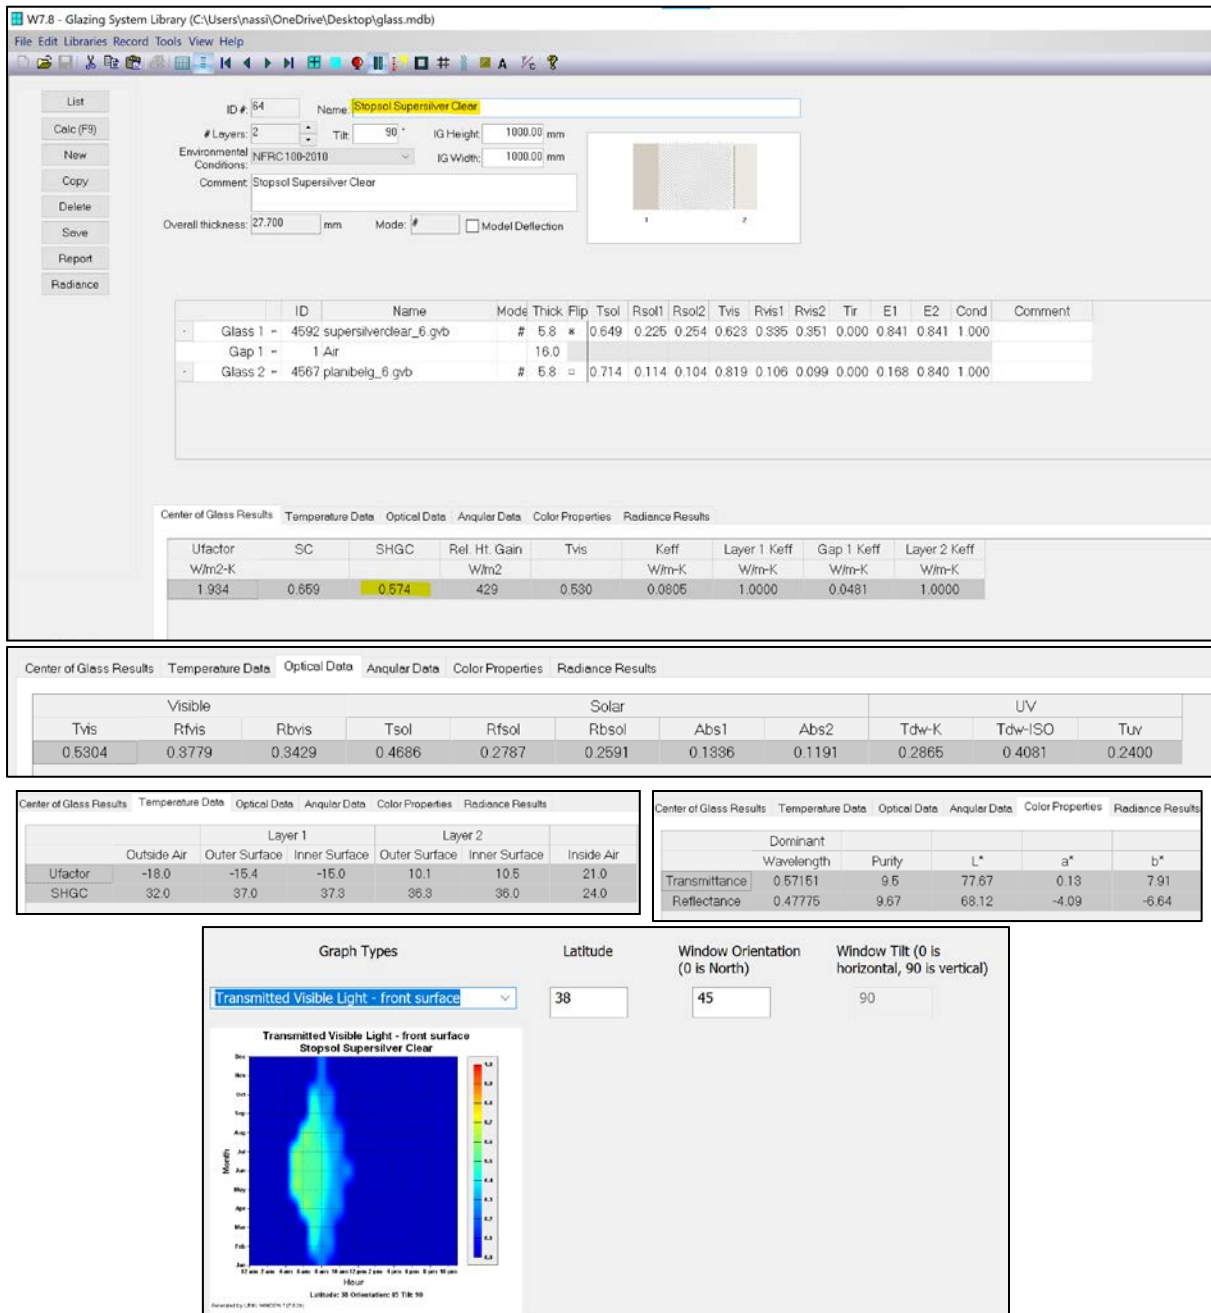 W7.8 - Glazing System Library (C:\Users\nassi\OneDrive\Desktop\glass.mdb)
File Edit Libraries Record Tools View Help
List
Calc (F9)
New
Copy
Delete
Save
Report
Radiance
ID #: 64 Name: Stopsol Supersilver Clear
# Layers: 2 Tilt: 90 ° IG Height: 1000.00 mm
Environmental Conditions: NFRC 100-2010 IG Width: 1000.00 mm
Comment: Stopsol Supersilver Clear
Overall thickness: 27.700 mm Mode: # Model Deflection
1 2
ID Name Mode Thick Flip Tsol Rsol1 Rsol2 Tvis Rvis1 Rvis2 Tir E1 E2 Cond Comment
Glass 1 4592 supersilverclear_6.gvb # 5.8 0.649 0.225 0.254 0.623 0.335 0.351 0.000 0.841 0.841 1.000
Gap 1 1 Air 16.0
Glass 2 4567 planibelg_6.gvb # 5.8 0.714 0.114 0.104 0.819 0.106 0.099 0.000 0.168 0.840 1.000
Center of Glass Results Temperature Data Optical Data Angular Data Color Properties Radiance Results
Ufactor SC SHGC Rel. Ht. Gain Tvis Keff Layer 1 Keff Gap 1 Keff Layer 2 Keff
W/m2-K W/m2 W/m-K W/m-K W/m-K W/m-K
1.934 0.659 0.574 429 0.530 0.0805 1.0000 0.0481 1.0000
Center of Glass Results Temperature Data Optical Data Angular Data Color Properties Radiance Results
Visible Solar UV
Tvis Rfvis Rbvis Tsol Rfsol Rbsol Abs1 Abs2 Tdw-K Tdw-ISO Tuv
0.5304 0.3779 0.3429 0.4686 0.2787 0.2591 0.1336 0.1191 0.2865 0.4081 0.2400
Center of Glass Results Temperature Data Optical Data Angular Data Color Properties Radiance Results
Layer 1 Layer 2
Outside Air Outer Surface Inner Surface Outer Surface Inner Surface Inside Air
Ufactor -18.0 -15.4 -15.0 10.1 10.5 21.0
SHGC 32.0 37.0 37.3 36.3 36.0 24.0
Center of Glass Results Temperature Data Optical Data Angular Data Color Properties Radiance Results
Dominant
Wavelength Purity L* a* b*
Transmittance 0.57151 9.5 77.67 0.13 7.91
Reflectance 0.47775 9.67 68.12 -4.09 -6.64
Graph Types Latitude Window Orientation (0 is North) Window Tilt (0 is horizontal, 90 is vertical)
Transmitted Visible Light - front surface 38 45 90
Transmitted Visible Light - front surface
Stopsol Supersilver Clear
Dec
Nov
Oct
Sep
Aug
Jul
Jun
May
Apr
Mar
Feb
Jan
Month
Hour